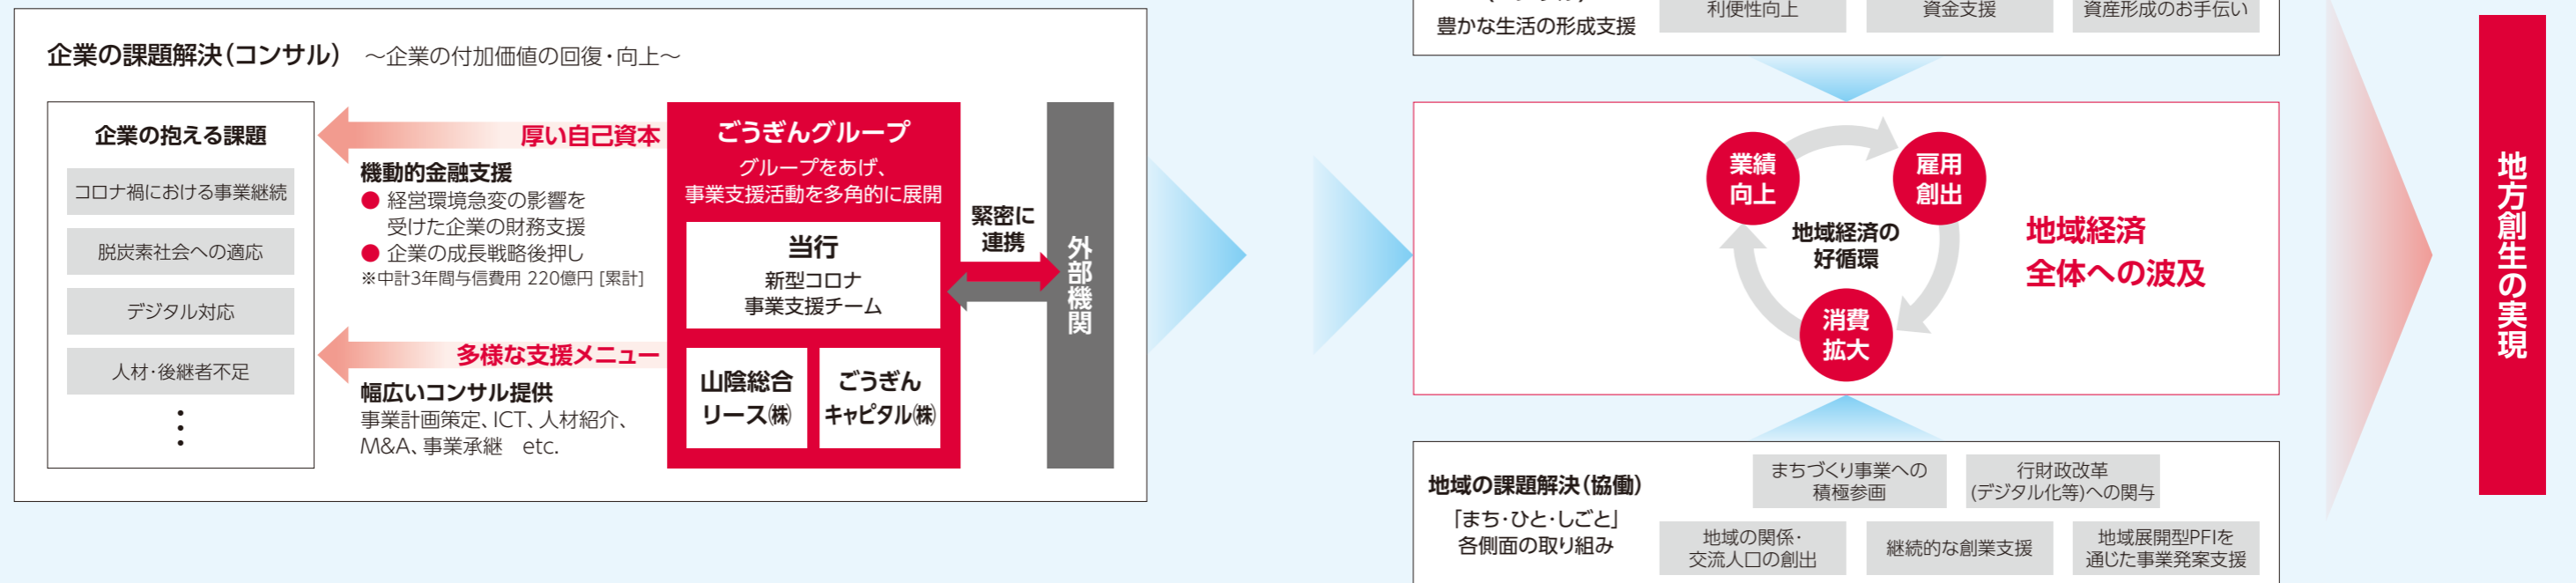 企業の課題解決(コンサル) ～企業の付加価値の回復・向上～
企業の抱える課題
コロナ禍における事業継続
脱炭素社会への適応
デジタル対応
人材・後継者不足
厚い自己資本
機動的金融支援
● 経営環境急変の影響を
受けた企業の財務支援
● 企業の成長戦略後押し
※中計3年間与信費用 220億円 [累計]
多様な支援メニュー
幅広いコンサル提供
事業計画策定、ICT、人材紹介、
M&A、事業承継　etc.
ごうぎんグループ
グループをあげ、
事業支援活動を多角的に展開
当行
新型コロナ
事業支援チーム
山陰総合
リース㈱
ごうぎん
キャピタル㈱
緊密に
連携
外部機関
豊かな生活の形成支援
利便性向上
資金支援
資産形成のお手伝い
業績
向上
雇用
創出
地域経済の
好循環
消費
拡大
地域経済
全体への波及
地域の課題解決(協働)
「まち・ひと・しごと」
各側面の取り組み
まちづくり事業への
積極参画
行財政改革
(デジタル化等)への関与
地域の関係・
交流人口の創出
継続的な創業支援
地域展開型PFIを
通じた事業発案支援
地方創生の実現